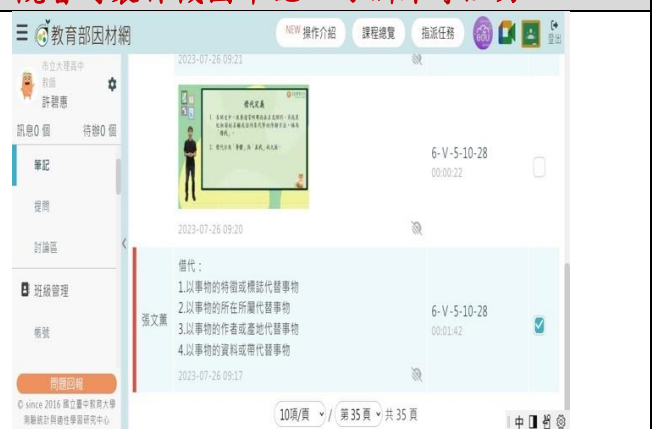 教育部因材網
NEW 操作介紹
課程總覽
指派任務
登出
市立大理高中
教師
許碧惠
訊息0 個
待辦0 個
筆記
提問
討論區
班級管理
帳號
問題回報
© since 2016 國立臺中教育大學
測驗統計與適性學習研究中心
2023-07-26 09:21
借代定義
6-Ⅴ-5-10-28
00:00:22
2023-07-26 09:20
張文薰
借代：
1.以事物的特徵或標誌代替事物
2.以事物的所在所屬代替事物
3.以事物的作者或產地代替事物
4.以事物的資料或帶代替事物
2023-07-26 09:17
6-Ⅴ-5-10-28
00:01:42
10項/頁 / 第 35 頁 共 35 頁
中